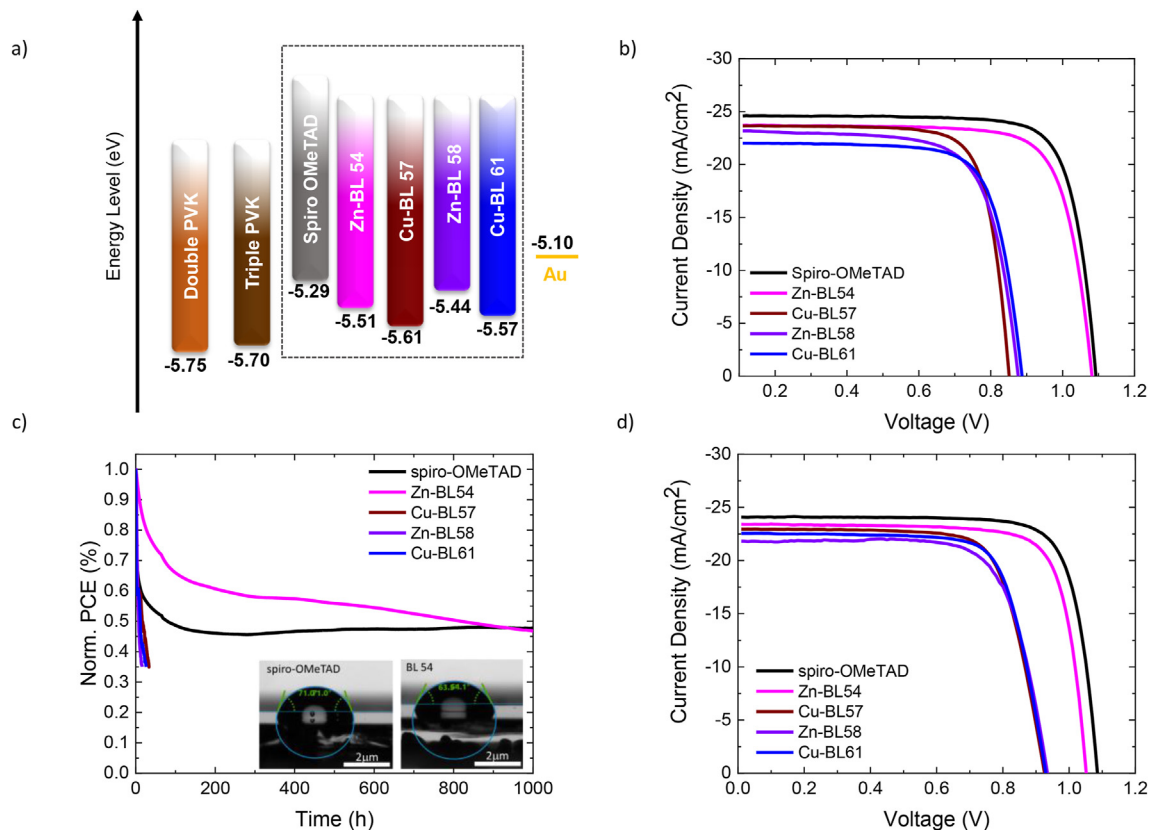 a)
Energy Level (eV)
Double PVK
-5.75
Triple PVK
-5.70
Spiro OMeTAD
-5.29
Zn-BL 54
-5.51
Cu-BL 57
-5.61
Zn-BL 58
-5.44
Cu-BL 61
-5.57
-5.10
Au
b)
Current Density (mA/cm²)
-30
-25
-20
-15
-10
-5
0
Spiro-OMeTAD
Zn-BL54
Cu-BL57
Zn-BL58
Cu-BL61
0.2 0.4 0.6 0.8 1.0 1.2
Voltage (V)
c)
Norm. PCE (%)
1.0
0.9
0.8
0.7
0.6
0.5
0.4
0.3
0.2
0.1
0.0
spiro-OMeTAD
Zn-BL54
Cu-BL57
Zn-BL58
Cu-BL61
spiro-OMeTAD
2µm
BL 54
2µm
0 200 400 600 800 1000
Time (h)
d)
Current Density (mA/cm²)
-30
-25
-20
-15
-10
-5
0
spiro-OMeTAD
Zn-BL54
Cu-BL57
Zn-BL58
Cu-BL61
0.0 0.2 0.4 0.6 0.8 1.0 1.2
Voltage (V)